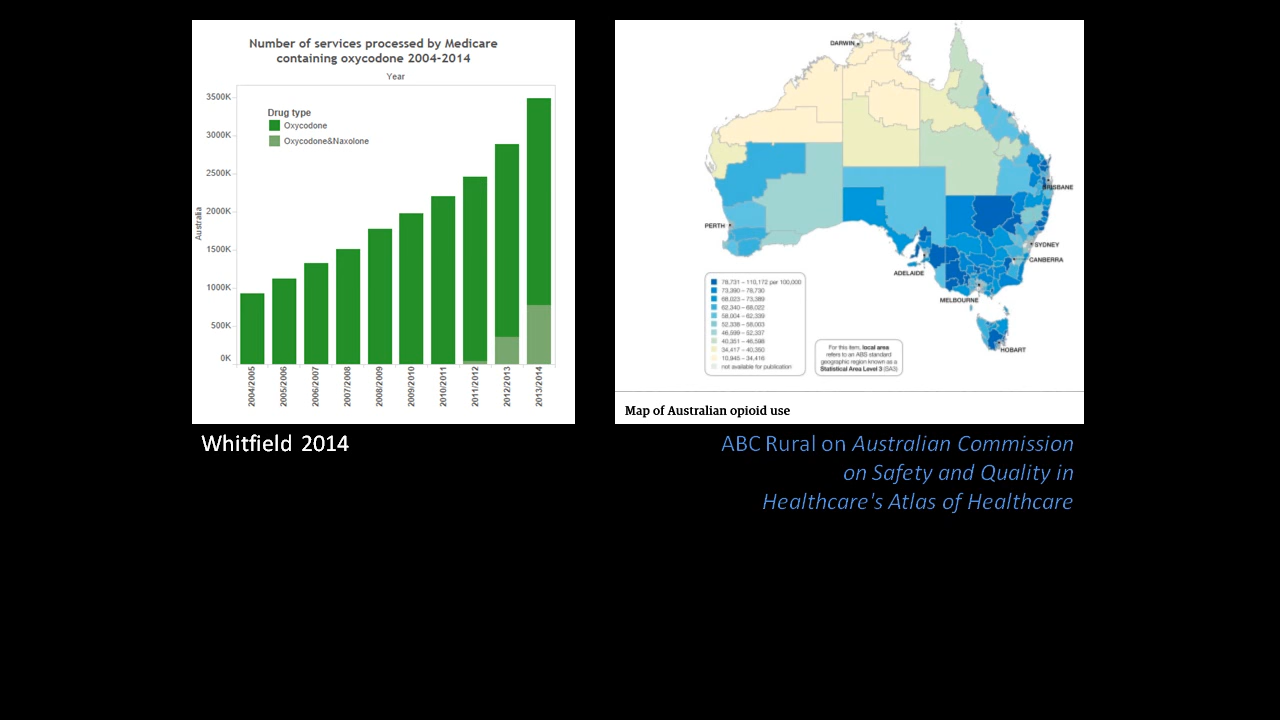 Number of services processed by Medicare
containing oxycodone 2004-2014
Year
Drug type
Oxycodone
Oxycodone&Naxolone
Australia
3500K
3000K
2500K
2000K
1500K
1000K
500K
0K
2004/2005
2005/2006
2006/2007
2007/2008
2008/2009
2009/2010
2010/2011
2011/2012
2012/2013
2013/2014
Whitfield 2014
DARWIN
BRISBANE
PERTH
SYDNEY
CANBERRA
ADELAIDE
MELBOURNE
HOBART
78,731 – 110,172 per 100,000
73,390 – 78,730
68,023 – 73,389
62,340 – 68,022
58,004 – 62,339
52,338 – 58,003
46,599 – 52,337
40,351 – 46,598
34,417 – 40,350
10,945 – 34,416
not available for publication
For this item, local area
refers to an ABS standard
geographic region known as a
Statistical Area Level 3 (SA3)
Map of Australian opioid use
ABC Rural on Australian Commission
on Safety and Quality in
Healthcare's Atlas of Healthcare